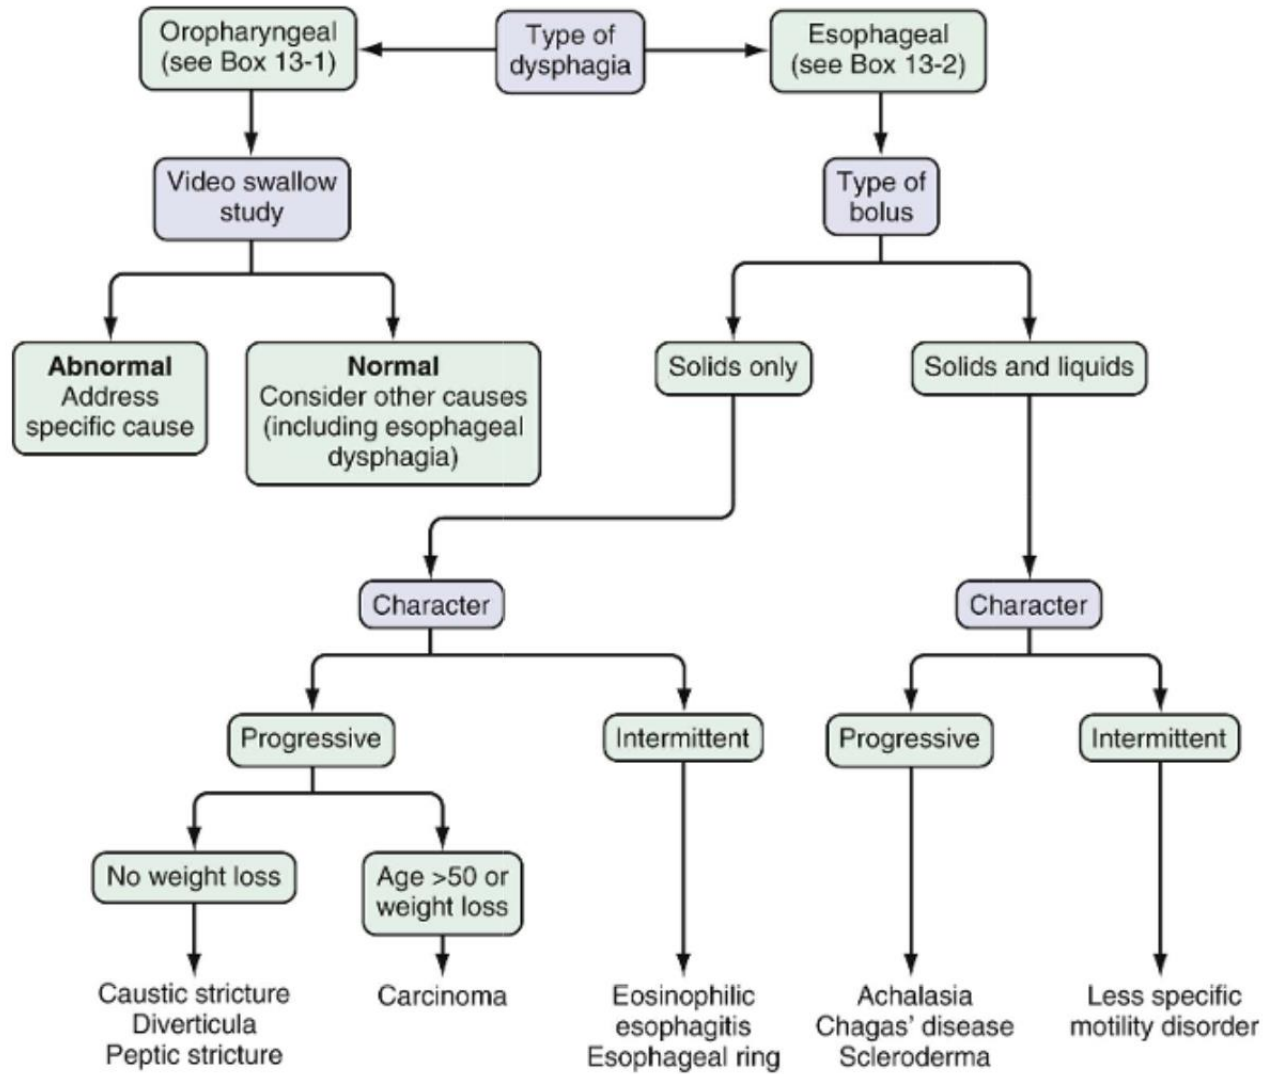 Oropharyngeal
(see Box 13-1)
Type of
dysphagia
Esophageal
(see Box 13-2)
Video swallow
study
Type of
bolus
Abnormal
Address
specific cause
Normal
Consider other causes
(including esophageal
dysphagia)
Solids only
Solids and liquids
Character
Character
Progressive
Intermittent
Progressive
Intermittent
No weight loss
Age >50 or
weight loss
Caustic stricture
Diverticula
Peptic stricture
Carcinoma
Eosinophilic
esophagitis
Esophageal ring
Achalasia
Chagas' disease
Scleroderma
Less specific
motility disorder